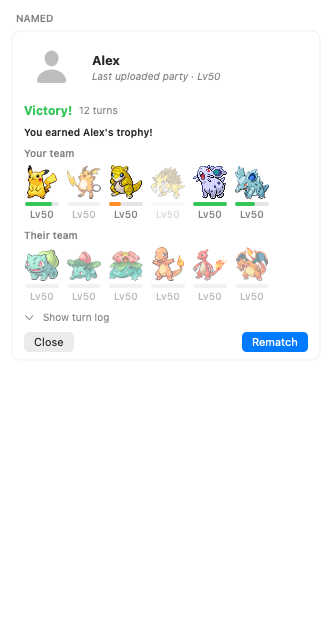 NAMED
Alex
Last uploaded party · Lv50
Victory! 12 turns
You earned Alex's trophy!
Your team
Lv50 Lv50 Lv50 Lv50 Lv50 Lv50
Their team
Lv50 Lv50 Lv50 Lv50 Lv50 Lv50
Show turn log
Close Rematch